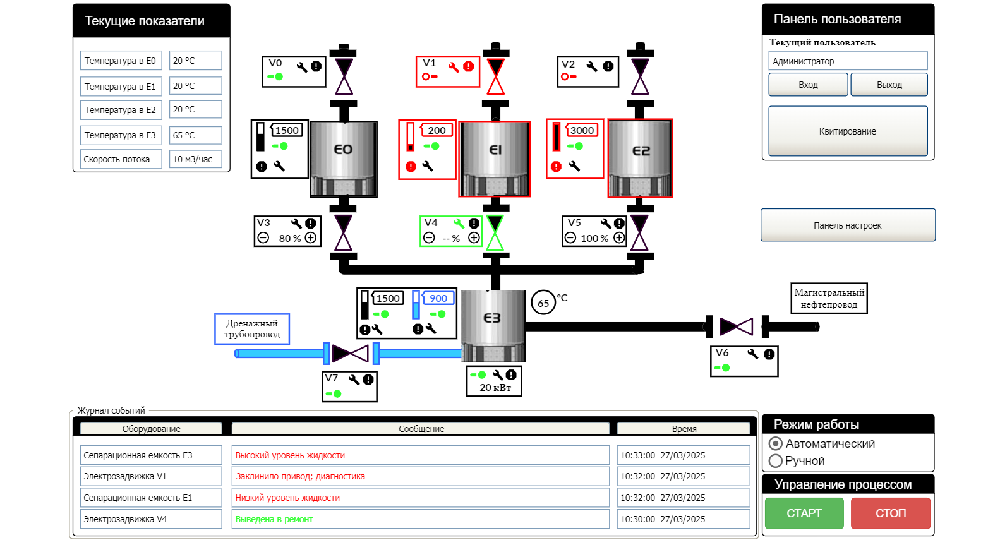 Текущие показатели
Температура в E0 20 °C
Температура в E1 20 °C
Температура в E2 20 °C
Температура в E3 65 °C
Скорость потока 10 м3/час
V0
V1
V2
1500
E0
200
E1
3000
E2
V3
80 %
V4
-- %
V5
100 %
1500
900
E3
65 °C
20 кВт
Дренажный
трубопровод
V7
Магистральный
нефтепровод
V6
Панель пользователя
Текущий пользователь
Администратор
Вход Выход
Квитирование
Панель настроек
Журнал событий
Оборудование Сообщение Время
Сепарационная емкость E3 Высокий уровень жидкости 10:33:00 27/03/2025
Электрозадвижка V1 Заклинило привод; диагностика 10:32:00 27/03/2025
Сепарационная емкость E1 Низкий уровень жидкости 10:32:00 27/03/2025
Электрозадвижка V4 Выведена в ремонт 10:30:00 27/03/2025
Режим работы
Автоматический
Ручной
Управление процессом
СТАРТ СТОП